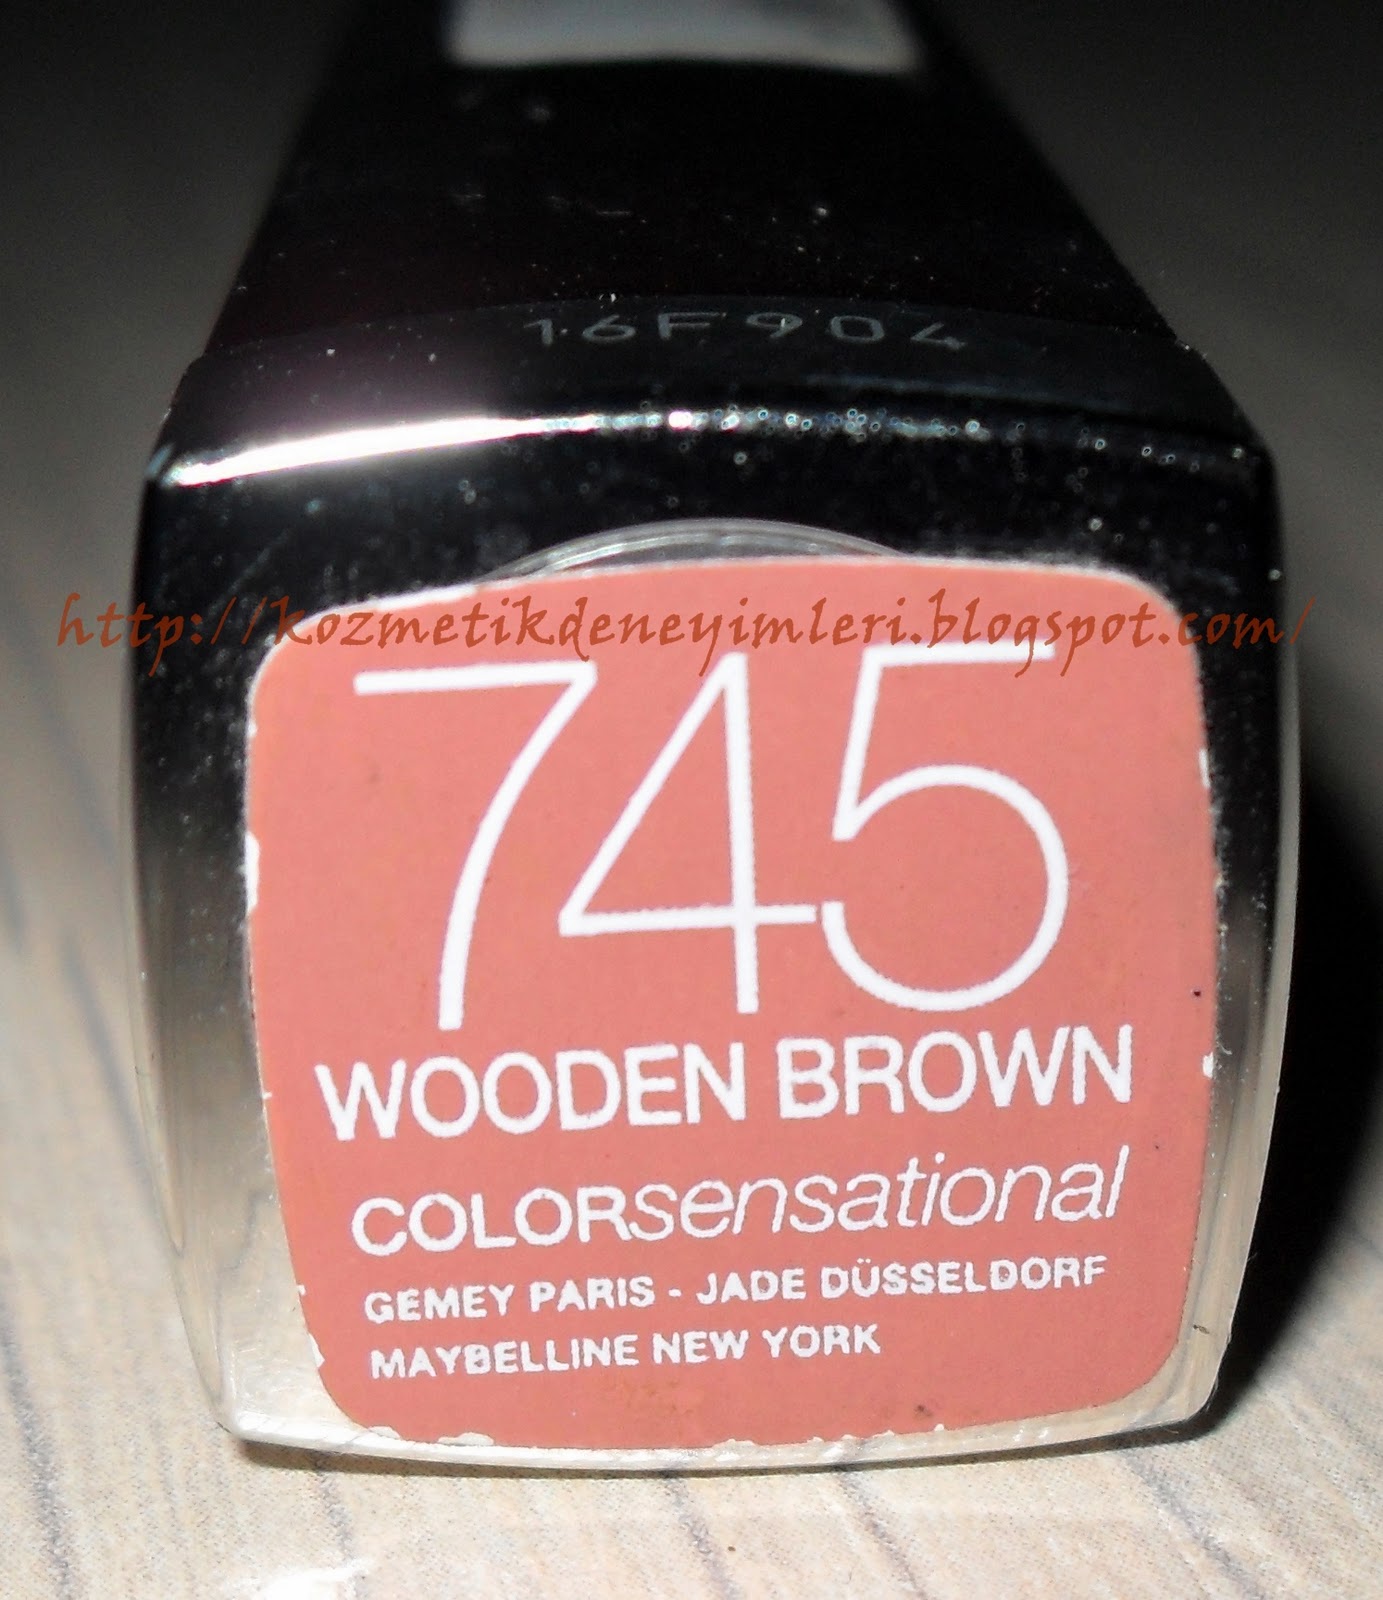 16F904
http://kozmetikdeneyimleri.blogspot.com/
745
WOODEN BROWN
COLORsensational
GEMEY PARIS - JADE DÜSSELDORF
MAYBELLINE NEW YORK